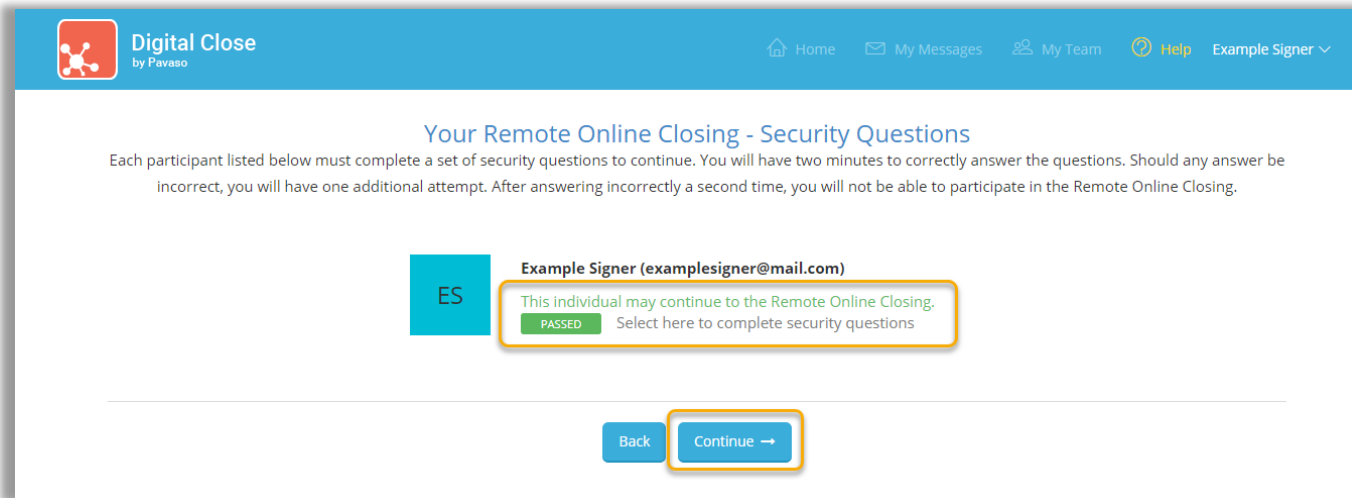 Digital Close
by Pavaso
Home My Messages My Team Help Example Signer
Your Remote Online Closing - Security Questions
Each participant listed below must complete a set of security questions to continue. You will have two minutes to correctly answer the questions. Should any answer be
incorrect, you will have one additional attempt. After answering incorrectly a second time, you will not be able to participate in the Remote Online Closing.
ES
Example Signer (examplesigner@mail.com)
This individual may continue to the Remote Online Closing.
PASSED Select here to complete security questions
Back Continue →